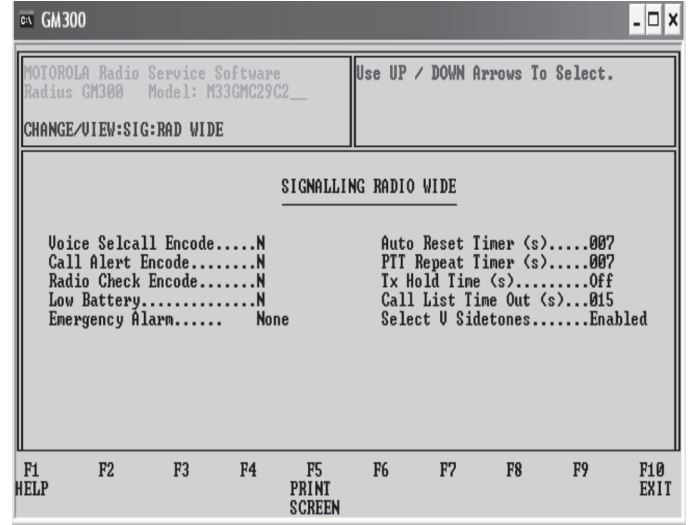 GM300
MOTOROLA Radio Service Software
Radius GM300 Model: M33GMC29C2__
CHANGE/VIEW:SIG:RAD WIDE
Use UP / DOWN Arrows To Select.
SIGNALLING RADIO WIDE
Voice Selcall Encode.....N
Call Alert Encode........N
Radio Check Encode.......N
Low Battery..............N
Emergency Alarm...... None
Auto Reset Timer (s).....007
PTT Repeat Timer (s).....007
Tx Hold Time (s).........Off
Call List Time Out (s)...015
Select V Sidetones.......Enabled
F1 F2 F3 F4 F5 F6 F7 F8 F9 F10
HELP PRINT EXIT
SCREEN